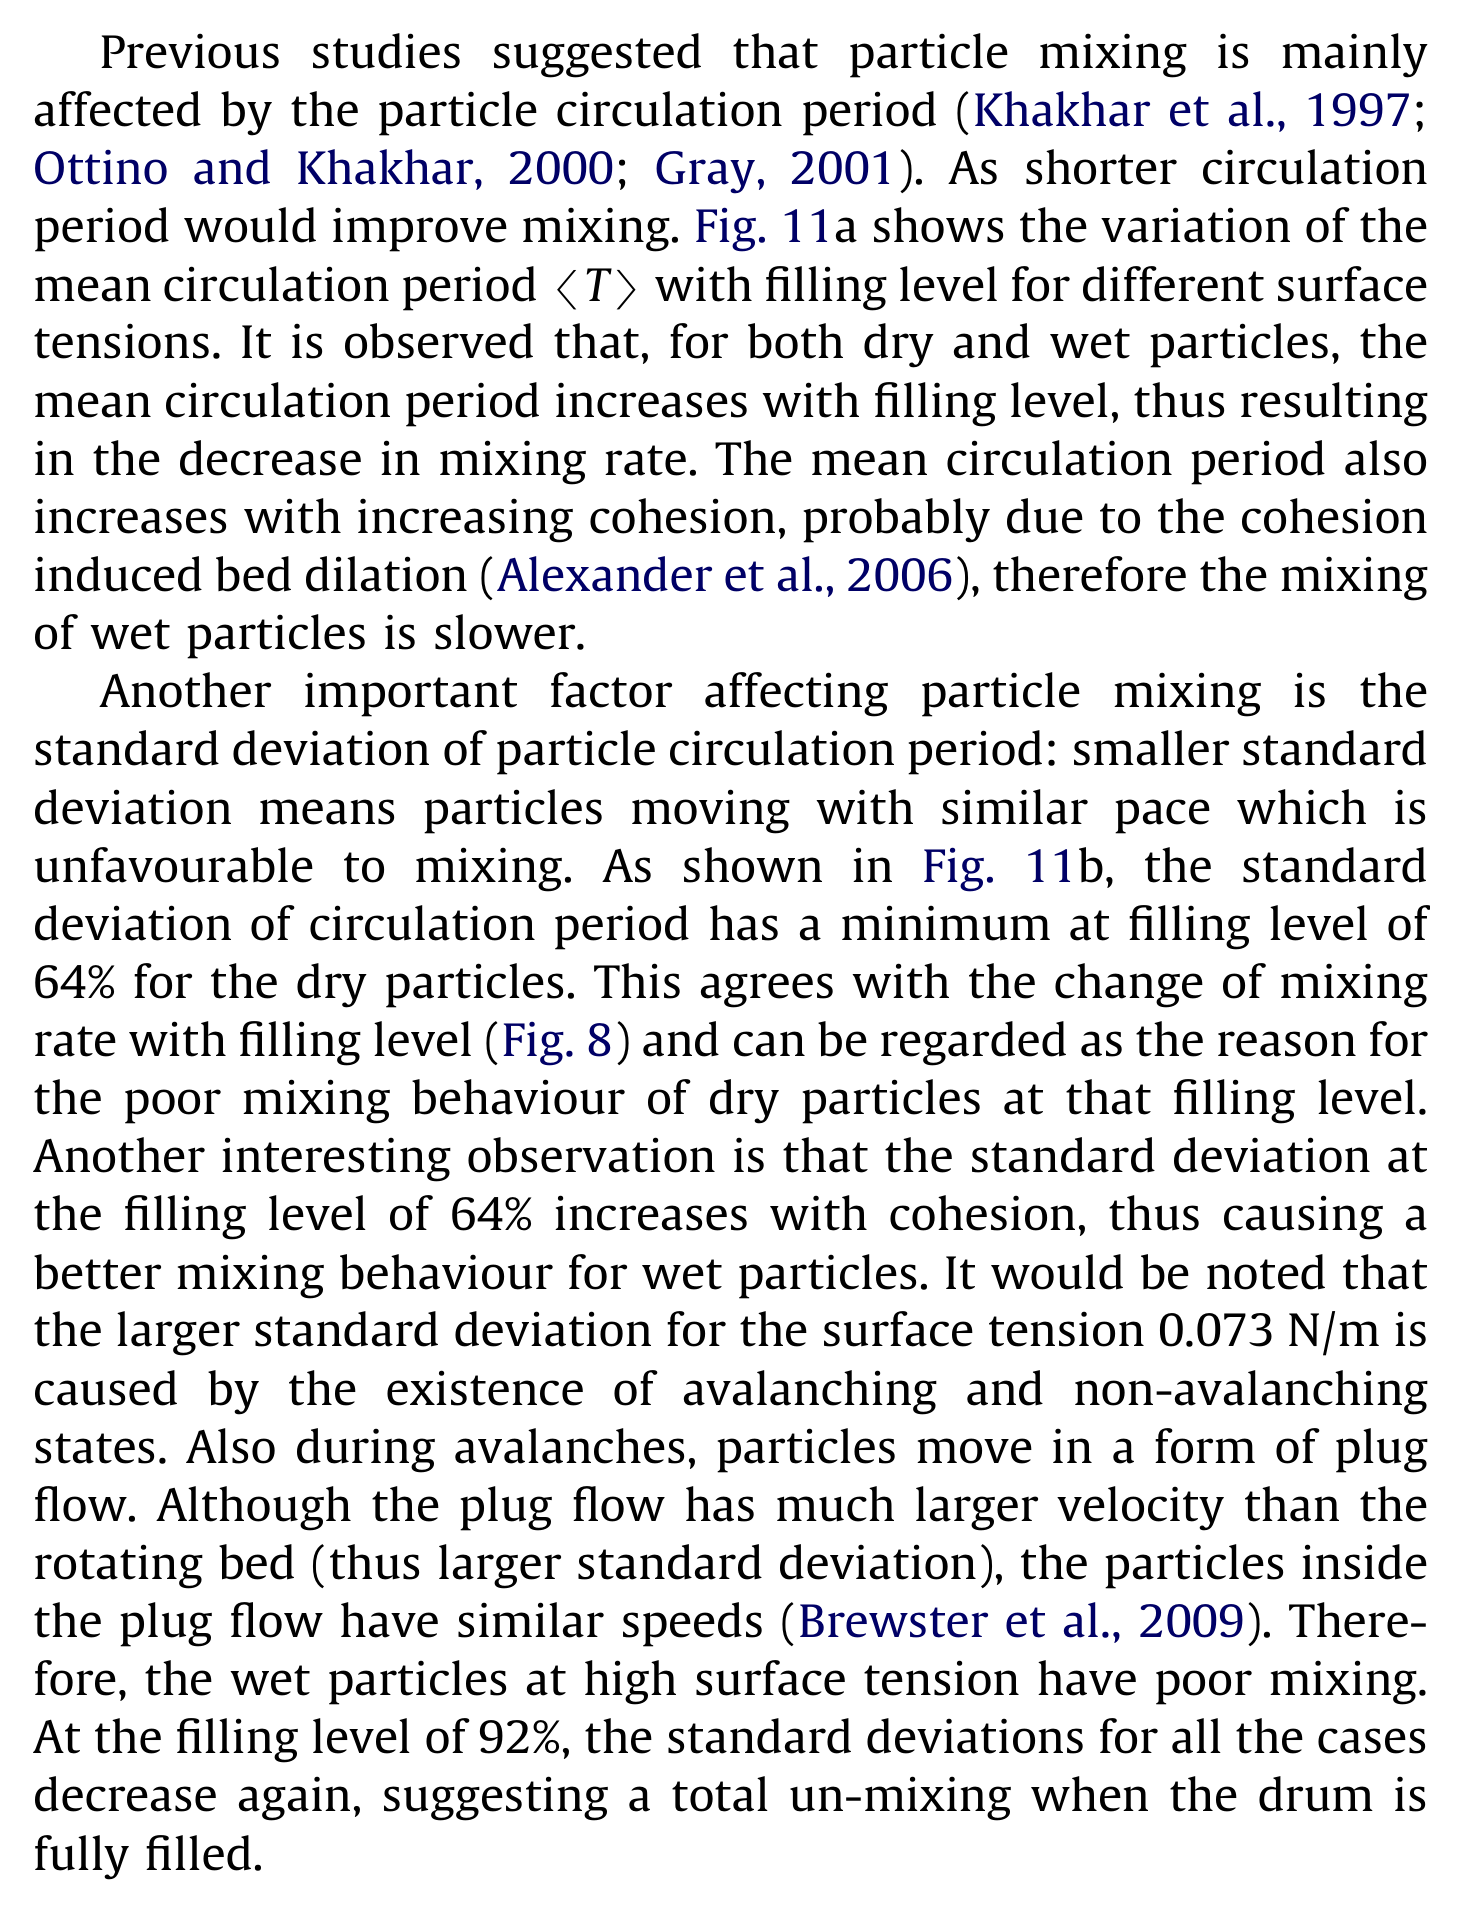 Previous studies suggested that particle mixing is mainly
affected by the particle circulation period (Khakhar et al., 1997;
Ottino and Khakhar, 2000; Gray, 2001). As shorter circulation
period would improve mixing. Fig. 11a shows the variation of the
mean circulation period ⟨T⟩ with filling level for different surface
tensions. It is observed that, for both dry and wet particles, the
mean circulation period increases with filling level, thus resulting
in the decrease in mixing rate. The mean circulation period also
increases with increasing cohesion, probably due to the cohesion
induced bed dilation (Alexander et al., 2006), therefore the mixing
of wet particles is slower.
Another important factor affecting particle mixing is the
standard deviation of particle circulation period: smaller standard
deviation means particles moving with similar pace which is
unfavourable to mixing. As shown in Fig. 11b, the standard
deviation of circulation period has a minimum at filling level of
64% for the dry particles. This agrees with the change of mixing
rate with filling level (Fig. 8) and can be regarded as the reason for
the poor mixing behaviour of dry particles at that filling level.
Another interesting observation is that the standard deviation at
the filling level of 64% increases with cohesion, thus causing a
better mixing behaviour for wet particles. It would be noted that
the larger standard deviation for the surface tension 0.073 N/m is
caused by the existence of avalanching and non-avalanching
states. Also during avalanches, particles move in a form of plug
flow. Although the plug flow has much larger velocity than the
rotating bed (thus larger standard deviation), the particles inside
the plug flow have similar speeds (Brewster et al., 2009). There-
fore, the wet particles at high surface tension have poor mixing.
At the filling level of 92%, the standard deviations for all the cases
decrease again, suggesting a total un-mixing when the drum is
fully filled.